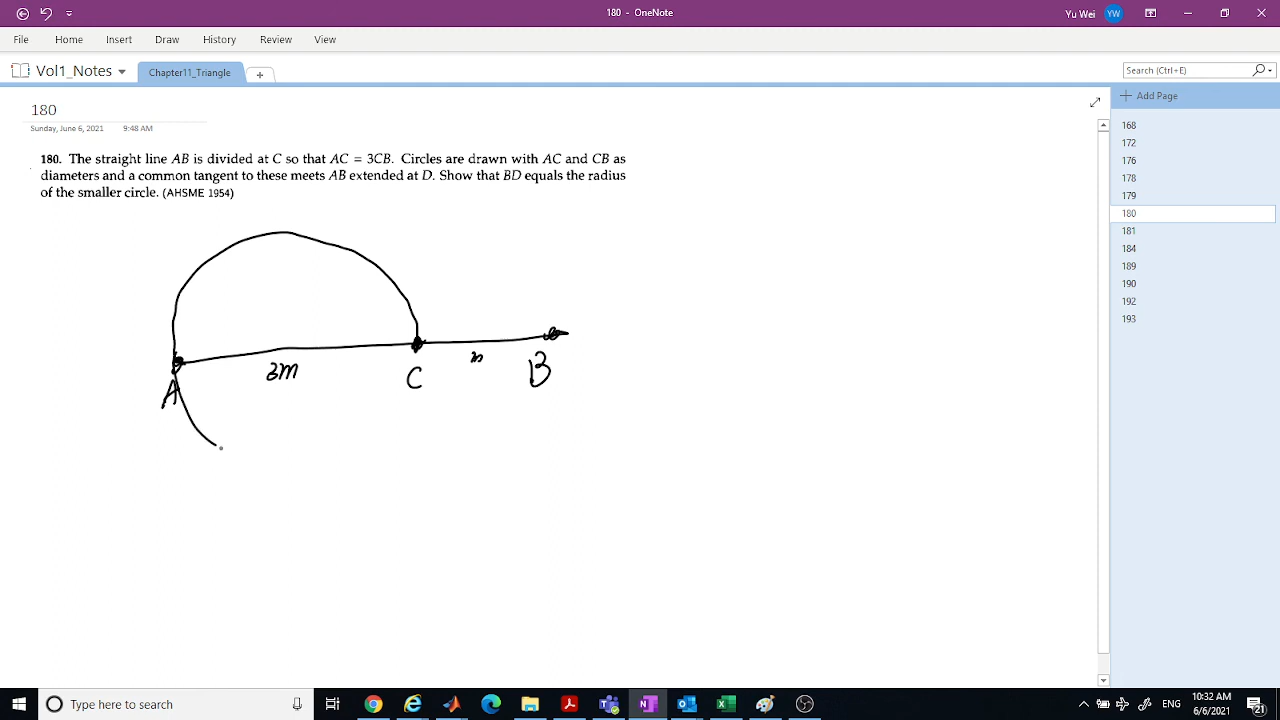 180 - OneNote
Yu Wei
YW
File Home Insert Draw History Review View
Vol1_Notes
Chapter11_Triangle
Search (Ctrl+E)
Add Page
180
Sunday, June 6, 2021 9:48 AM
180. The straight line AB is divided at C so that AC = 3CB. Circles are drawn with AC and CB as
diameters and a common tangent to these meets AB extended at D. Show that BD equals the radius
of the smaller circle. (AHSME 1954)
3m
m
A
C
B
168
172
176
178
179
180
181
184
189
190
192
193
Type here to search
ENG
10:32 AM
6/6/2021
21